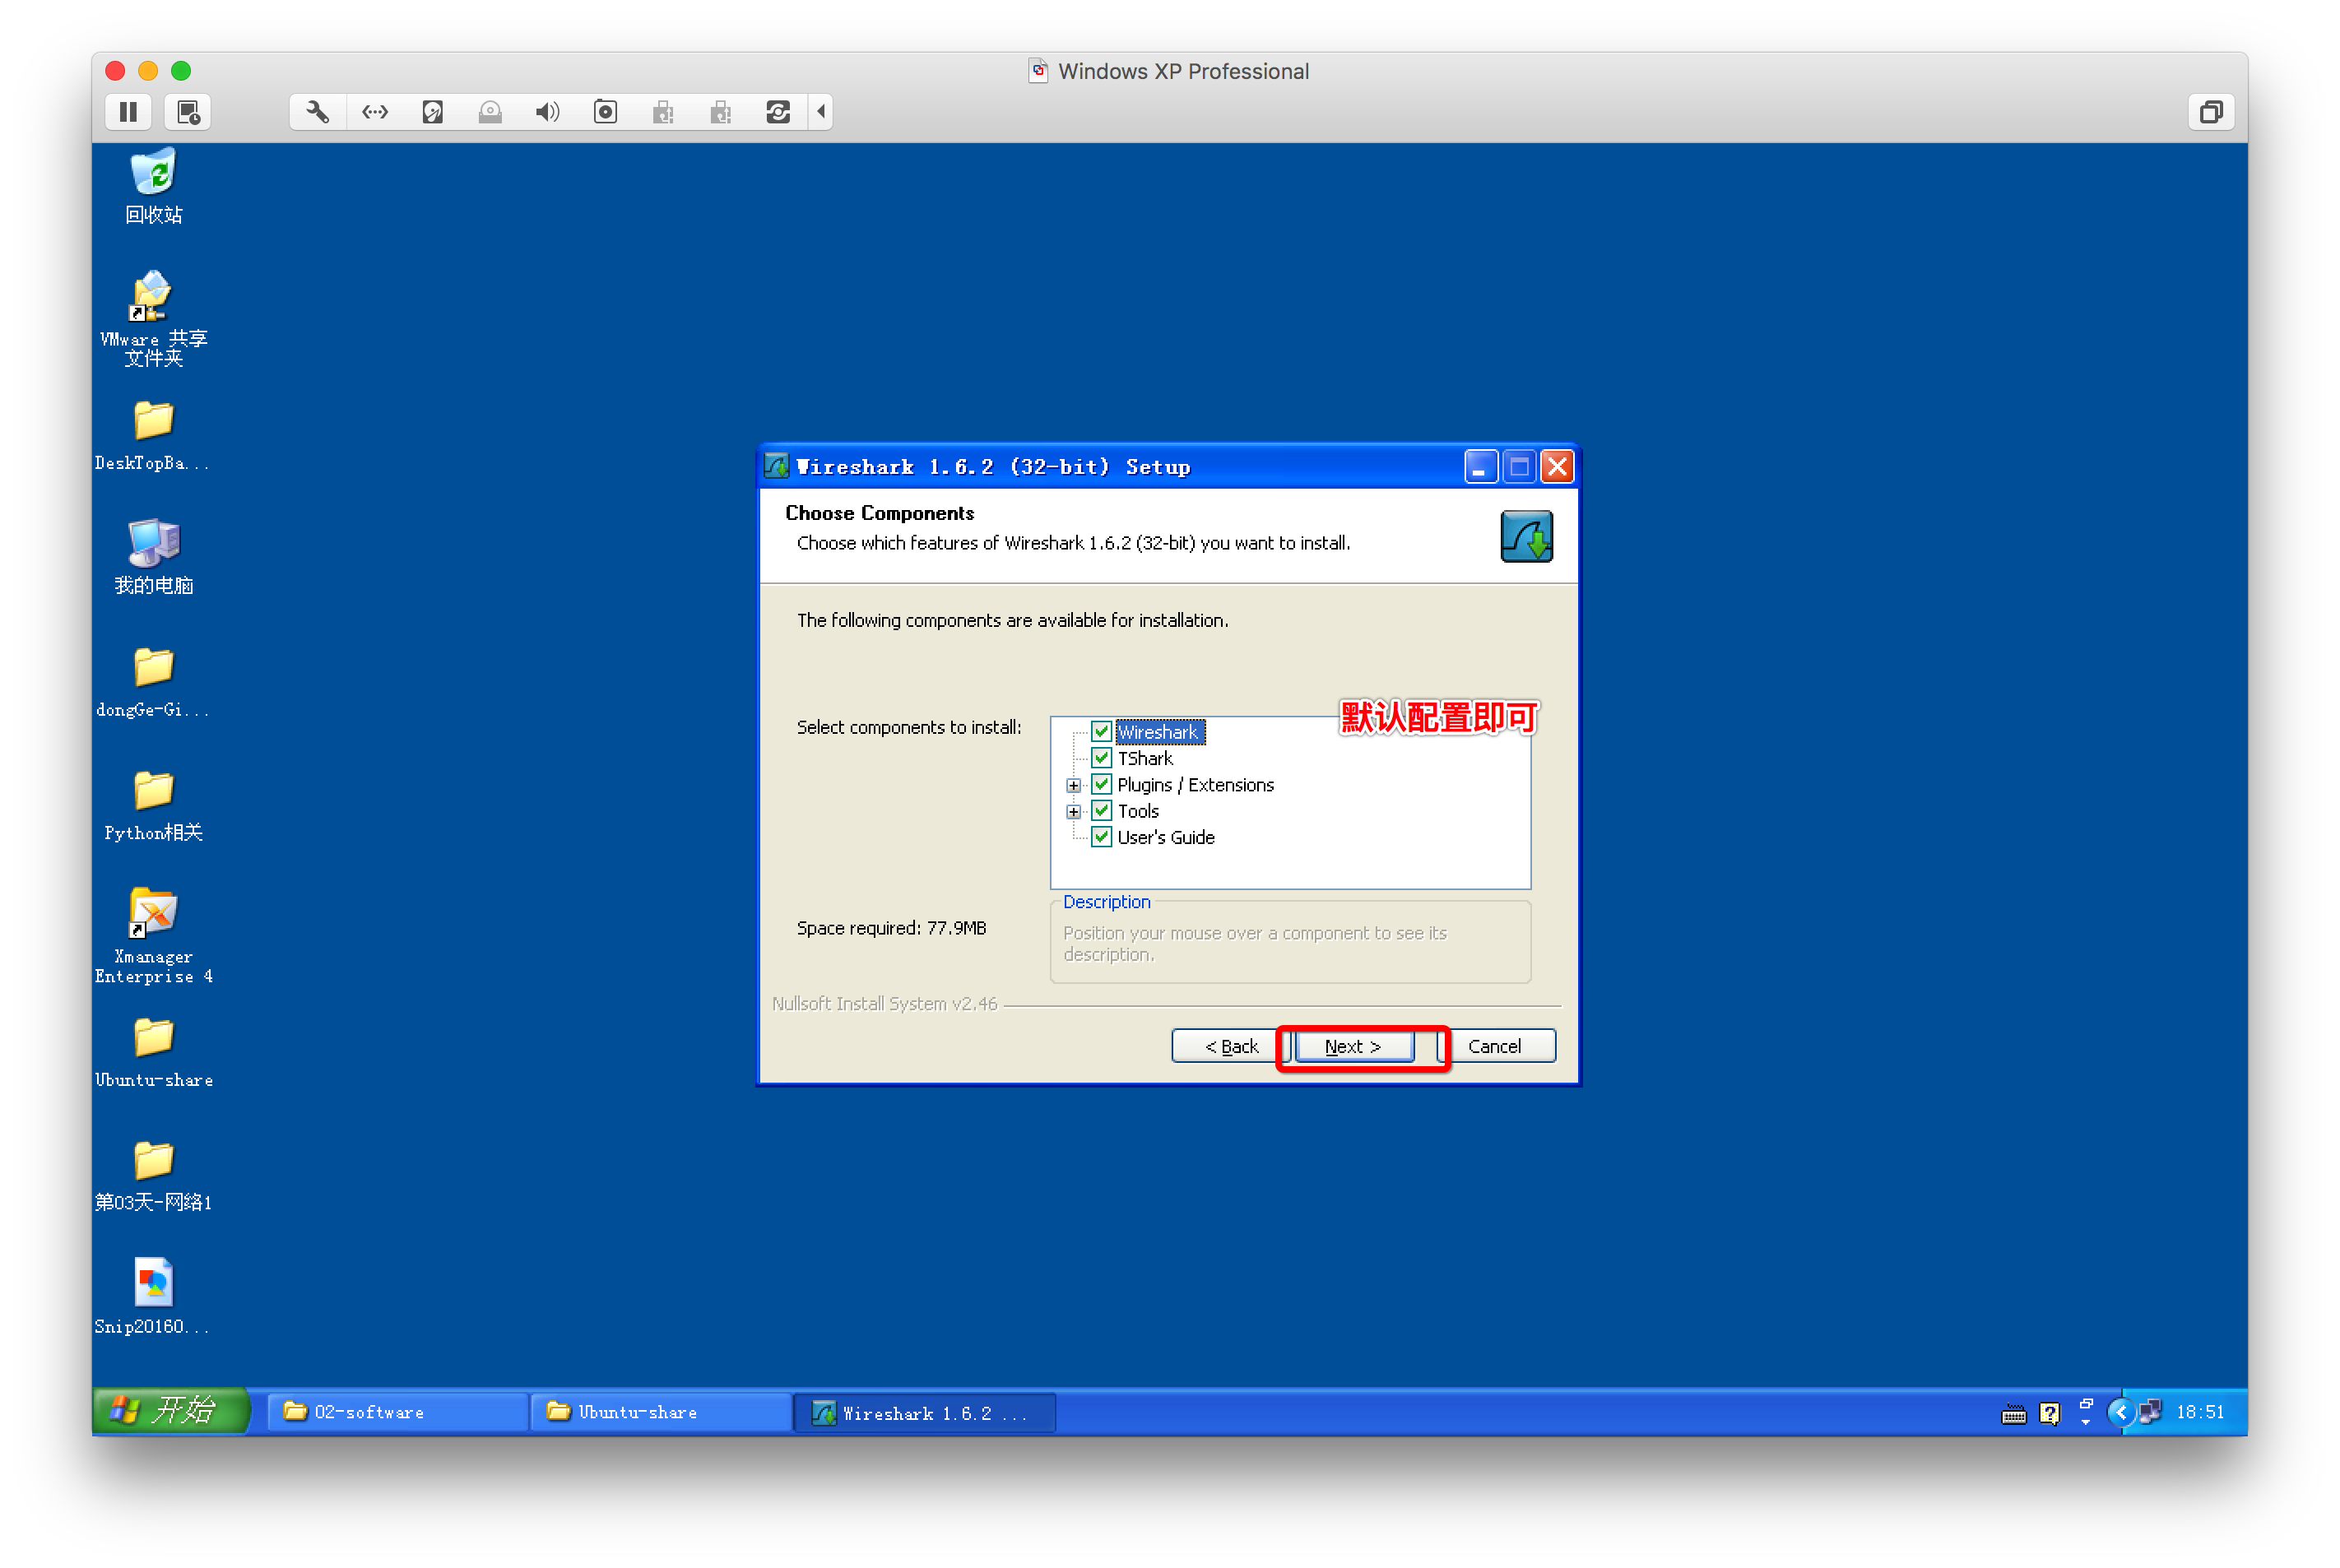 Windows XP Professional
回收站
VMware 共享
文件夹
DeskTopBa...
我的电脑
dongGe-Gi...
Python相关
Xmanager
Enterprise 4
Ubuntu-share
第03天-网络1
Snip20160...
Wireshark 1.6.2 (32-bit) Setup
Choose Components
Choose which features of Wireshark 1.6.2 (32-bit) you want to install.
The following components are available for installation.
默认配置即可
Select components to install:
Wireshark
TShark
Plugins / Extensions
Tools
User's Guide
Space required: 77.9MB
Description
Position your mouse over a component to see its
description.
Nullsoft Install System v2.46
< Back
Next >
Cancel
开始
02-software
Ubuntu-share
Wireshark 1.6.2 ...
18:51